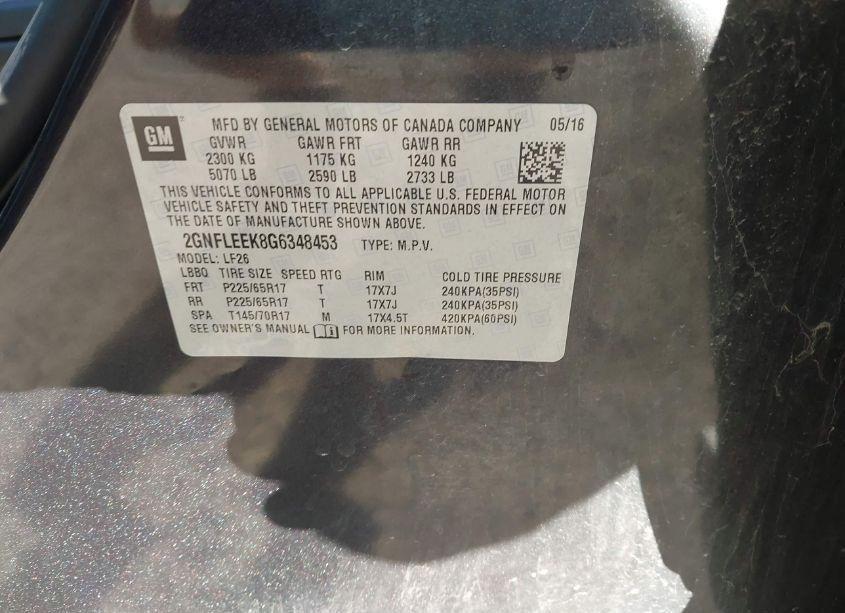 GM MFD BY GENERAL MOTORS OF CANADA COMPANY 05/16
GVWR GAWR FRT GAWR RR
2300 KG 1175 KG 1240 KG
5070 LB 2590 LB 2733 LB
THIS VEHICLE CONFORMS TO ALL APPLICABLE U.S. FEDERAL MOTOR
VEHICLE SAFETY AND THEFT PREVENTION STANDARDS IN EFFECT ON
THE DATE OF MANUFACTURE SHOWN ABOVE.
2GNFLEEK8G6348453 TYPE: M.P.V.
MODEL: LF26
LBBQ TIRE SIZE SPEED RTG RIM COLD TIRE PRESSURE
FRT P225/65R17 T 17X7J 240KPA(35PSI)
RR P225/65R17 T 17X7J 240KPA(35PSI)
SPA T145/70R17 M 17X4.5T 420KPA(60PSI)
SEE OWNER'S MANUAL FOR MORE INFORMATION.